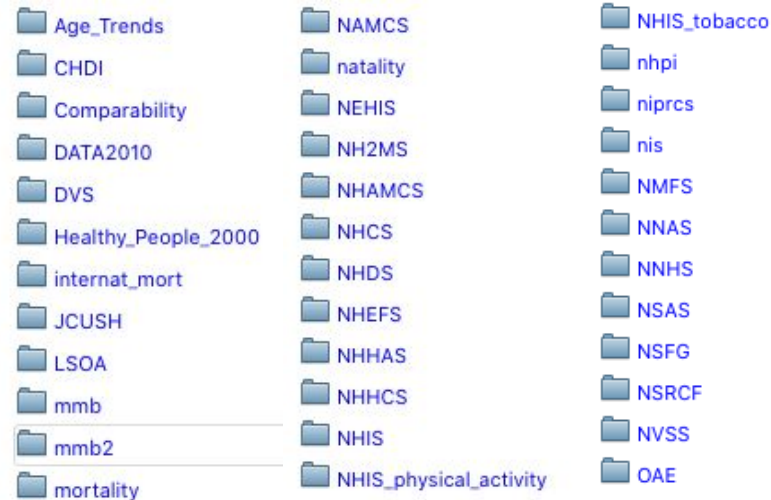 Age_Trends
CHDI
Comparability
DATA2010
DVS
Healthy_People_2000
internat_mort
JCUSH
LSOA
mmb
mmb2
mortality
NAMCS
natality
NEHIS
NH2MS
NHAMCS
NHCS
NHDS
NHEFS
NHHAS
NHHCS
NHIS
NHIS_physical_activity
NHIS_tobacco
nhpi
niprcs
nis
NMFS
NNAS
NNHS
NSAS
NSFG
NSRCF
NVSS
OAE